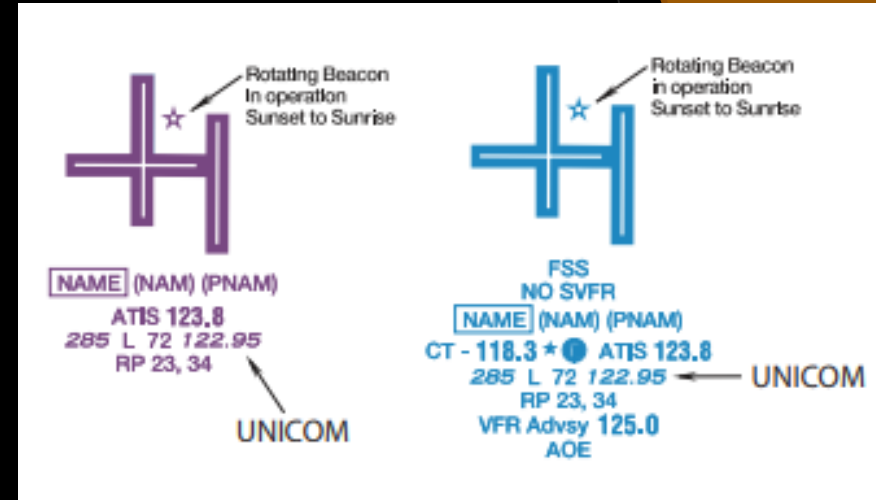 Rotating Beacon
In operation
Sunset to Sunrise
NAME (NAM) (PNAM)
ATIS 123.8
285 L 72 122.95
RP 23, 34
UNICOM
Rotating Beacon
in operation
Sunset to Sunrise
FSS
NO SVFR
NAME (NAM) (PNAM)
CT - 118.3 ★ C ATIS 123.8
285 L 72 122.95
RP 23, 34
VFR Advsy 125.0
AOE
UNICOM